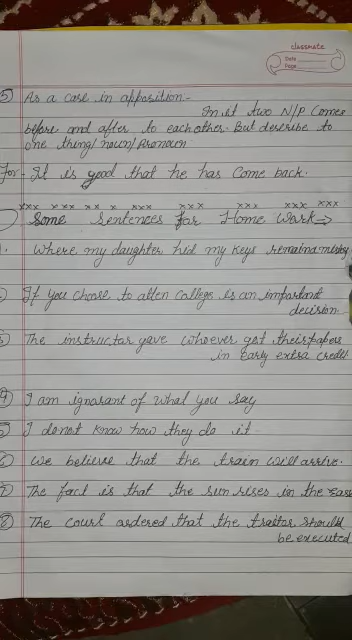 classmate
Date
Page
5) As a case in apposition:-
In it two N/P comes
before and after to each other. But describe to
one thing/noun/Pronoun
for- It is good that he has come back.
xxx xxx xx x xxx xxx xxx xxx xxx
Some Sentences for Home Work →
1. Where my daughter hid my keys remains
If you choose to atten college is an important
decision
The instructor gave whoever got their papers
in early extra credit
4) I am ignorant of what you say
5) I do not know how they do it -
6) We believe that the train will arrive.
7) The fact is that the sun rises in the eas
8) The court ordered that the traitor should
be executed